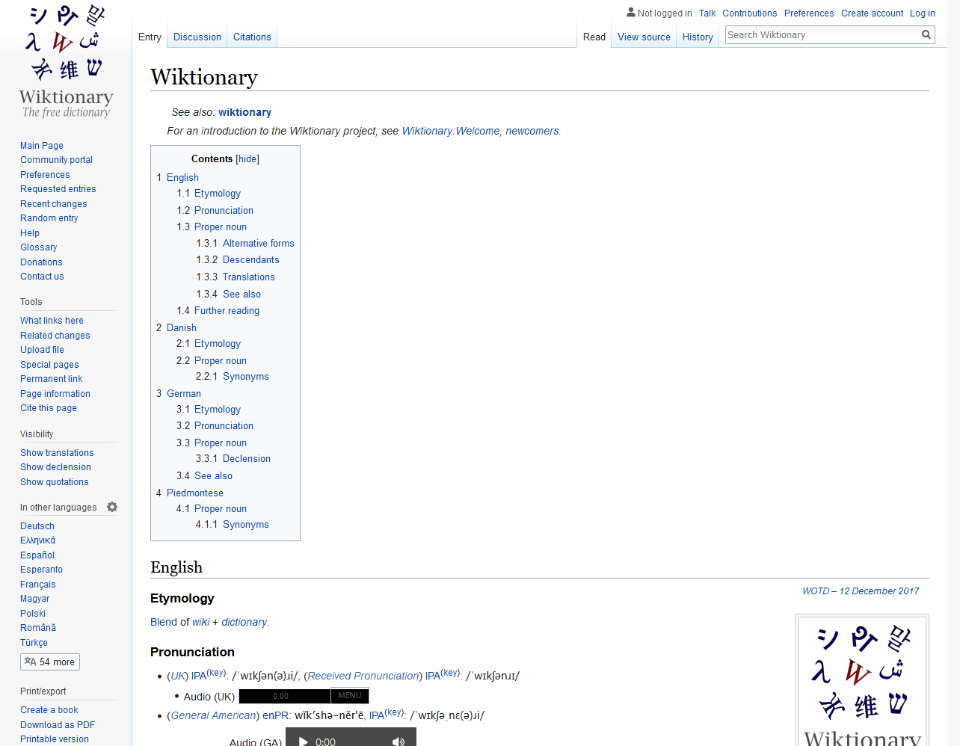 シ Ꮘ 말
λ W ش
អ 维 ש
Wiktionary
The free dictionary
Not logged in Talk Contributions Preferences Create account Log in
Entry Discussion Citations Read View source History Search Wiktionary
Main Page
Community portal
Preferences
Requested entries
Recent changes
Random entry
Help
Glossary
Donations
Contact us
Tools
What links here
Related changes
Upload file
Special pages
Permanent link
Page information
Cite this page
Visibility
Show translations
Show declension
Show quotations
In other languages
Deutsch
Ελληνικά
Español
Esperanto
Français
Magyar
Polski
Română
Türkçe
54 more
Print/export
Create a book
Download as PDF
Printable version
Wiktionary
See also: wiktionary
For an introduction to the Wiktionary project, see Wiktionary:Welcome, newcomers.
Contents [hide]
1 English
1.1 Etymology
1.2 Pronunciation
1.3 Proper noun
1.3.1 Alternative forms
1.3.2 Descendants
1.3.3 Translations
1.3.4 See also
1.4 Further reading
2 Danish
2.1 Etymology
2.2 Proper noun
2.2.1 Synonyms
3 German
3.1 Etymology
3.2 Pronunciation
3.3 Proper noun
3.3.1 Declension
3.4 See also
4 Piedmontese
4.1 Proper noun
4.1.1 Synonyms
English
WOTD – 12 December 2017
Etymology
Blend of wiki + dictionary.
Pronunciation
• (UK) IPA(key): /ˈwɪkʃən(ə)ɹi/, (Received Pronunciation) IPA(key): /ˈwɪkʃənɹɪ/
• Audio (UK) 0:00 MENU
• (General American) enPR: wĭkʹshə-nĕrʹē, IPA(key): /ˈwɪkʃəˌnɛ(ə)ɹi/
Audio (GA) 0:00
シ 말
λ W ش
维 ש
Wiktionary